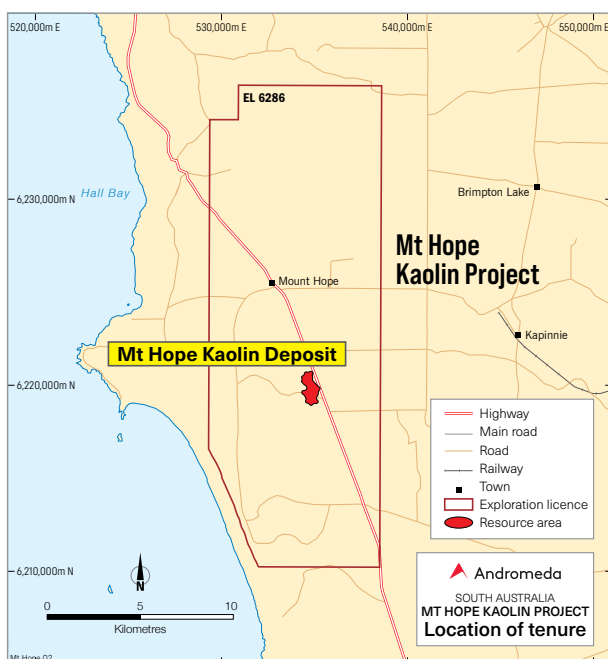 520,000m E
530,000m E
540,000m E
550,000m E
EL 6286
6,230,000m N
Hall Bay
Brimpton Lake
Mt Hope
Kaolin Project
Mount Hope
Kapinnie
Mt Hope Kaolin Deposit
6,220,000m N
Highway
Main road
Road
Railway
Town
Exploration licence
Resource area
6,210,000m N
N
0 5 10
Kilometres
Andromeda
SOUTH AUSTRALIA
MT HOPE KAOLIN PROJECT
Location of tenure
Mt Hope 02